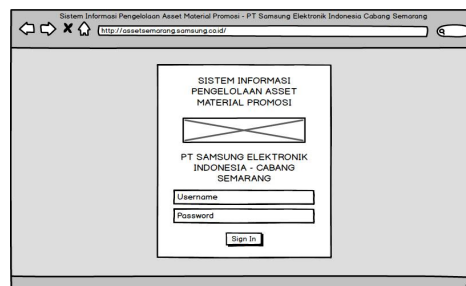 Sistem Informasi Pengelolaan Asset Material Promosi - PT Samsung Elektronik Indonesia Cabang Semarang
http://assetsemarang.samsung.co.id/
SISTEM INFORMASI
PENGELOLAAN ASSET
MATERIAL PROMOSI
PT SAMSUNG ELEKTRONIK
INDONESIA - CABANG
SEMARANG
Username
Password
Sign In